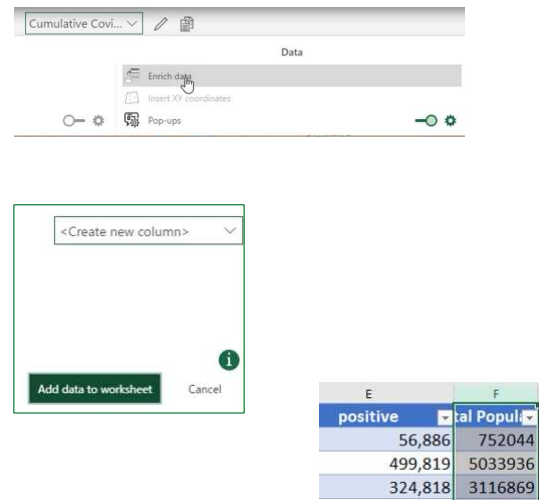 Cumulative Covi...
Data
Enrich data
Insert XY coordinates
Pop-ups
<Create new column>
i
Add data to worksheet Cancel
E F
positive tal Popula
56,886 752044
499,819 5033936
324,818 3116869